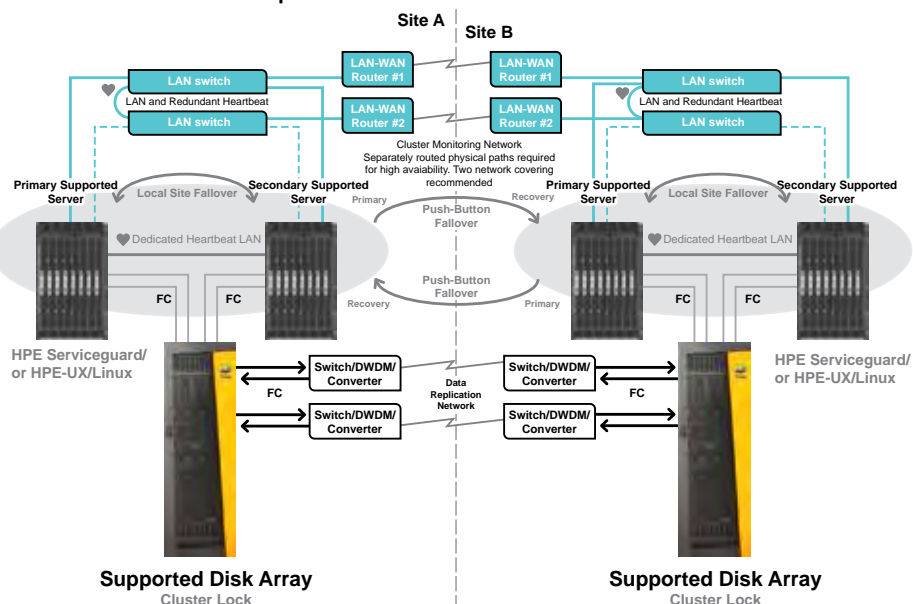 Site A
Site B
LAN switch
LAN and Redundant Heartbeat
LAN switch
LAN-WAN
Router #1
LAN-WAN
Router #2
LAN-WAN
Router #1
LAN-WAN
Router #2
LAN switch
LAN and Redundant Heartbeat
LAN switch
Cluster Monitoring Network
Separately routed physical paths required
for high avaiability. Two network covering
recommended
Primary Supported
Server
Local Site Fallover
Secondary Supported
Server
Primary
Push-Button
Fallover
Recovery
Primary Supported
Server
Local Site Fallover
Secondary Supported
Server
Dedicated Heartbeat LAN
Dedicated Heartbeat LAN
Push-Button
Fallover
Recovery
Primary
FC
FC
FC
FC
HPE Serviceguard/
or HPE-UX/Linux
HPE Serviceguard/
or HPE-UX/Linux
Switch/DWDM/
Converter
FC
Switch/DWDM/
Converter
Data
Replication
Network
Switch/DWDM/
Converter
FC
Switch/DWDM/
Converter
Supported Disk Array
Cluster Lock
Supported Disk Array
Cluster Lock